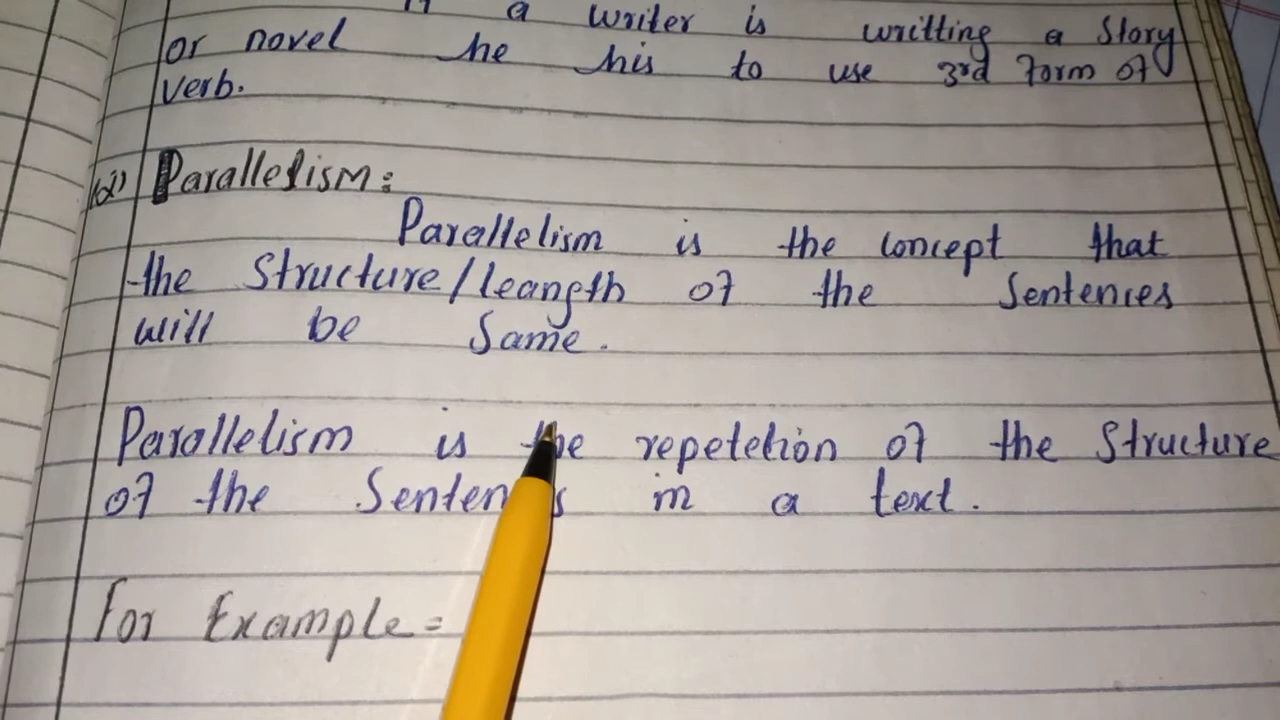 If a writer is writting a Story
or novel he his to use 3rd Form of
verb.
(2) Parallelism:
Parallelism is the concept that
the Structure/leangth of the Sentences
will be Same.
Parallelism is the repetetion of the Structure
of the in a text.
For Example=